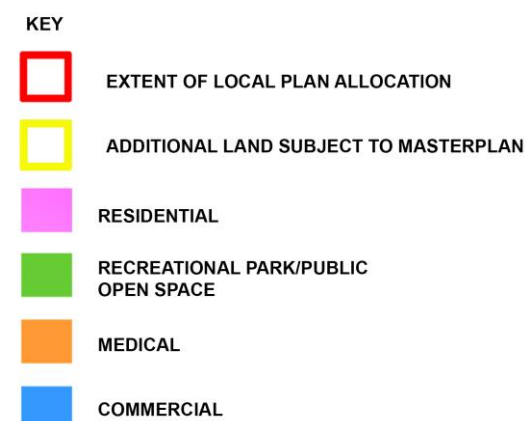 KEY
EXTENT OF LOCAL PLAN ALLOCATION
ADDITIONAL LAND SUBJECT TO MASTERPLAN
RESIDENTIAL
RECREATIONAL PARK/PUBLIC
OPEN SPACE
MEDICAL
COMMERCIAL